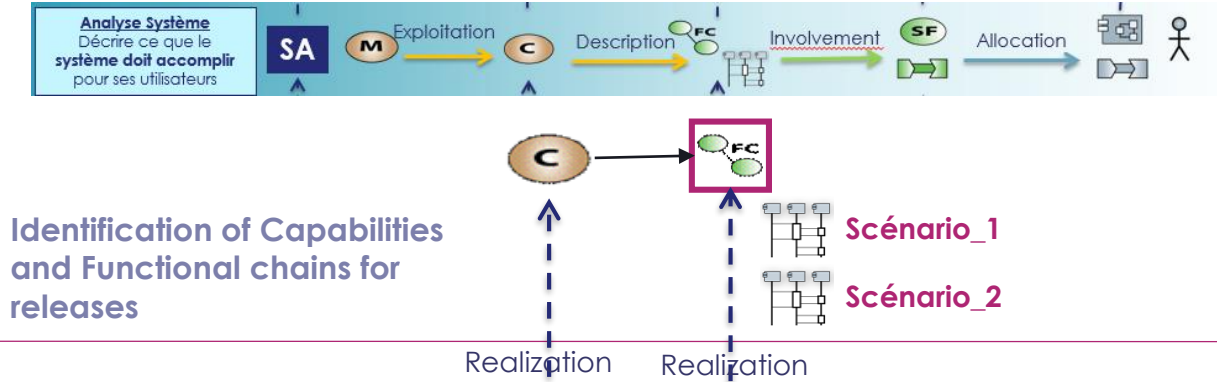 Analyse Système
Décrire ce que le
système doit accomplir
pour ses utilisateurs
SA
M
Exploitation
C
Description
FC
Involvement
SF
Allocation
C
FC
Identification of Capabilities
and Functional chains for
releases
Scénario_1
Scénario_2
Realization
Realization